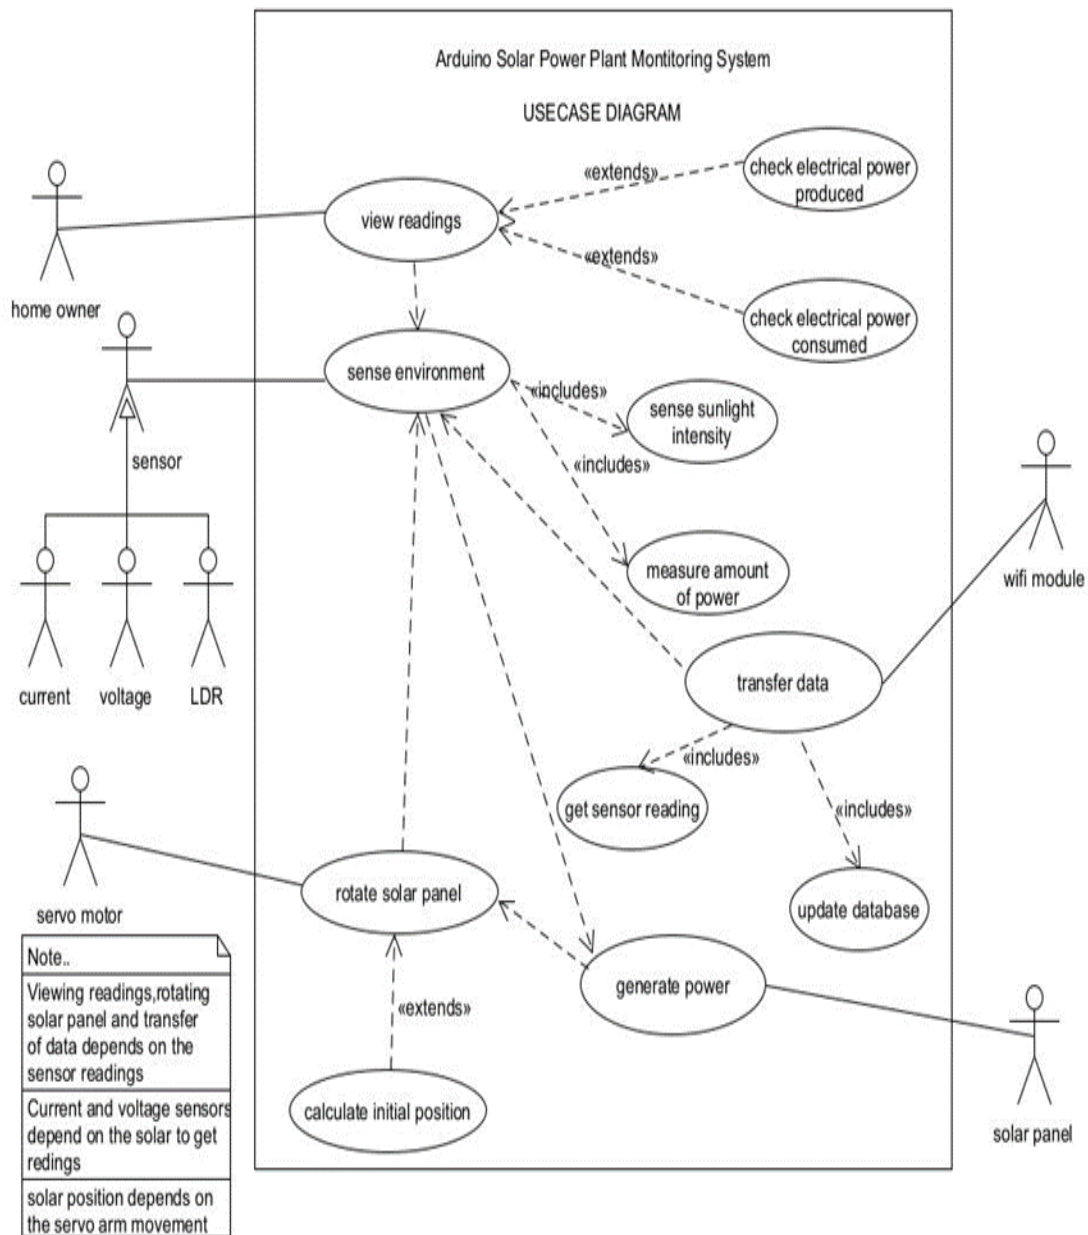 Arduino Solar Power Plant Montitoring System
USECASE DIAGRAM
«extends»
check electrical power
produced
view readings
«extends»
home owner
check electrical power
consumed
sense environment
«includes»
sense sunlight
intensity
sensor
«includes»
measure amount
of power
wifi module
current
voltage
LDR
transfer data
«includes»
get sensor reading
«includes»
rotate solar panel
servo motor
update database
generate power
«extends»
calculate initial position
solar panel
Note..
Viewing readings,rotating
solar panel and transfer
of data depends on the
sensor readings
Current and voltage sensors
depend on the solar to get
redings
solar position depends on
the servo arm movement